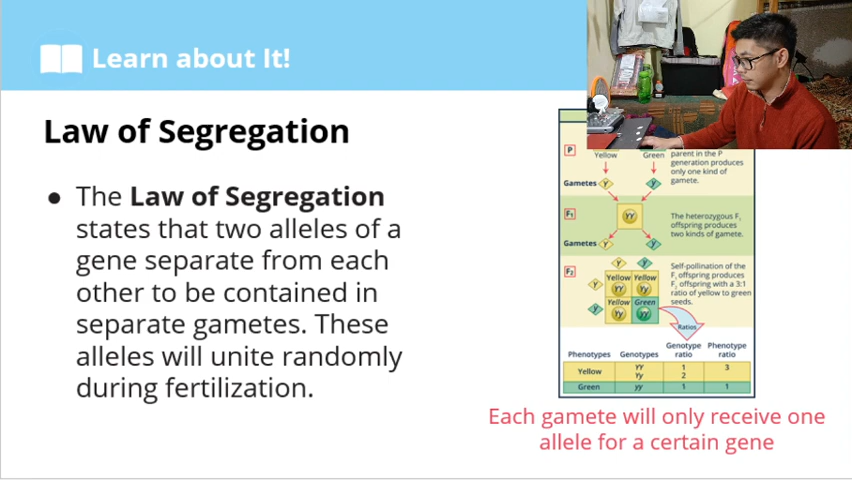 Learn about It!
Law of Segregation
● The Law of Segregation
states that two alleles of a
gene separate from each
other to be contained in
separate gametes. These
alleles will unite randomly
during fertilization.
P
Yellow Green
parent in the P
generation produces
only one kind of
gamete.
Gametes Y y
F₁
Yy
The heterozygous F₁
offspring produces
two kinds of gamete.
Gametes Y y
F₂
Y y
Yellow Yellow
Y YY Yy
Yellow Green
y Yy yy
Self-pollination of the
F₁ offspring produces
F₂ offspring with a 3:1
ratio of yellow to green
seeds.
Ratios
Phenotypes Genotypes Genotype ratio Phenotype ratio
Yellow YY 1 3
Yy 2
Green yy 1 1
Each gamete will only receive one
allele for a certain gene